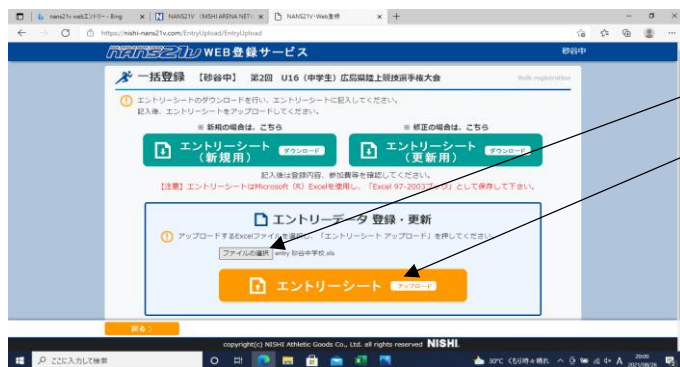 nans21v webエントリー - Bing
NANS21V (NISHI ARENA NET)
NANS21V-Web登録
https://nishi-nans21v.com/EntryUpload/EntryUpload
NANS21V WEB登録サービス
砂谷中
一括登録 【砂谷中】 第2回 U16(中学生)広島県陸上競技選手権大会
Bulk registration
エントリーシートのダウンロードを行い、エントリーシートに記入してください。
記入後、エントリーシートをアップロードしてください。
※ 新規の場合は、こちら
※ 修正の場合は、こちら
エントリーシート
(新規用)
ダウンロード
エントリーシート
(更新用)
ダウンロード
記入後は登録内容、参加費等を確認してください。
【注意】エントリーシートはMicrosoft (R) Excelを使用し、「Excel 97-2003ブック」として保存して下さい。
エントリーデータ 登録・更新
アップロードするExcelファイルを選択し、「エントリーシート アップロード」を押してください
ファイルの選択 entry 砂谷中学校.xls
エントリーシート アップロード
戻る
copyright(c) NISHI Athletic Goods Co., Ltd. all rights reserved NISHI.
ここに入力して検索
30°C くもり時々晴れ
A
20:00
2021/08/26